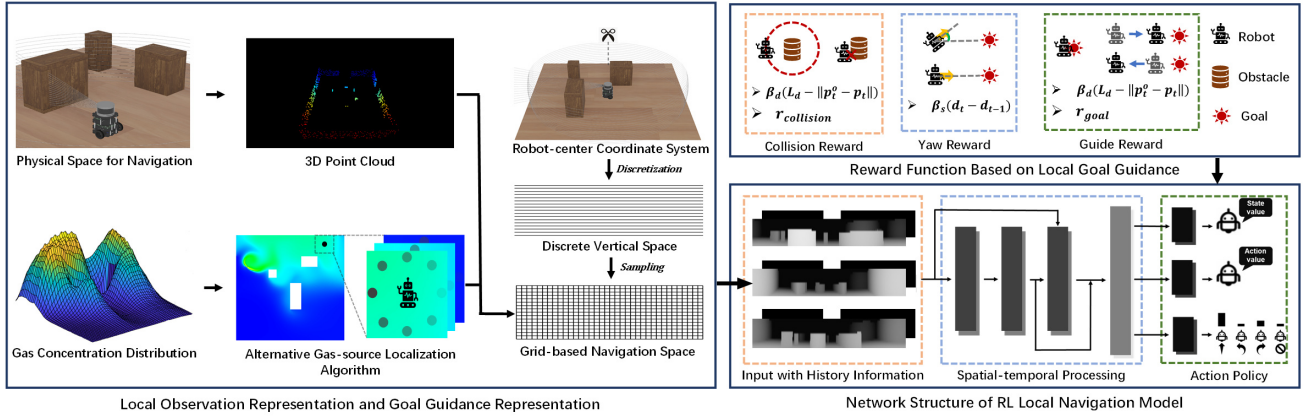 Physical Space for Navigation
3D Point Cloud
Robot-center Coordinate System
Discretization
Discrete Vertical Space
Sampling
Grid-based Navigation Space
Gas Concentration Distribution
Alternative Gas-source Localization
Algorithm
Local Observation Representation and Goal Guidance Representation
➢ β_d(L_d − ‖p_t^o − p_t‖)
➢ r_collision
Collision Reward
➢ β_s(d_t − d_{t−1})
Yaw Reward
➢ β_d(L_d − ‖p_t^o − p_t‖)
➢ r_goal
Guide Reward
Robot
Obstacle
Goal
Reward Function Based on Local Goal Guidance
State
value
Action
value
Input with History Information
Spatial-temporal Processing
Action Policy
Network Structure of RL Local Navigation Model